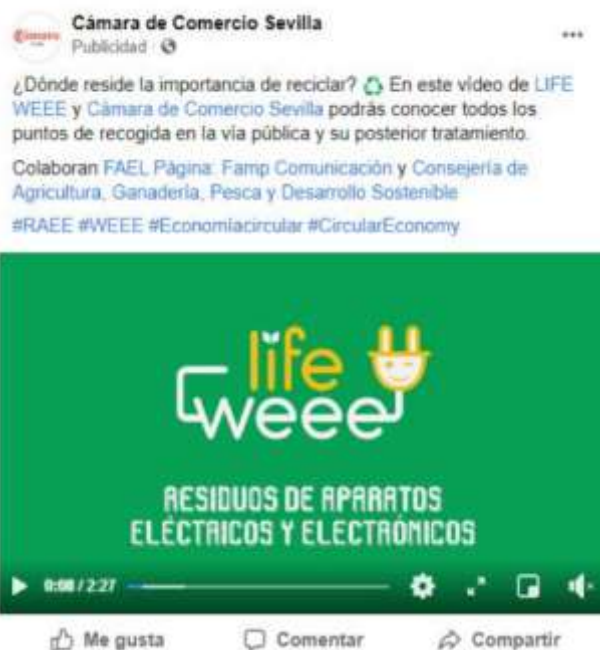 Cámara de Comercio Sevilla
Publicidad
¿Dónde reside la importancia de reciclar? En este vídeo de LIFE
WEEE y Cámara de Comercio Sevilla podrás conocer todos los
puntos de recogida en la vía pública y su posterior tratamiento.
Colaboran FAEL Página: Famp Comunicación y Consejería de
Agricultura, Ganadería, Pesca y Desarrollo Sostenible
#RAEE #WEEE #Economíacircular #CircularEconomy
life
weee
RESIDUOS DE APARATOS
ELÉCTRICOS Y ELECTRÓNICOS
0:08 / 2:27
Me gusta
Comentar
Compartir